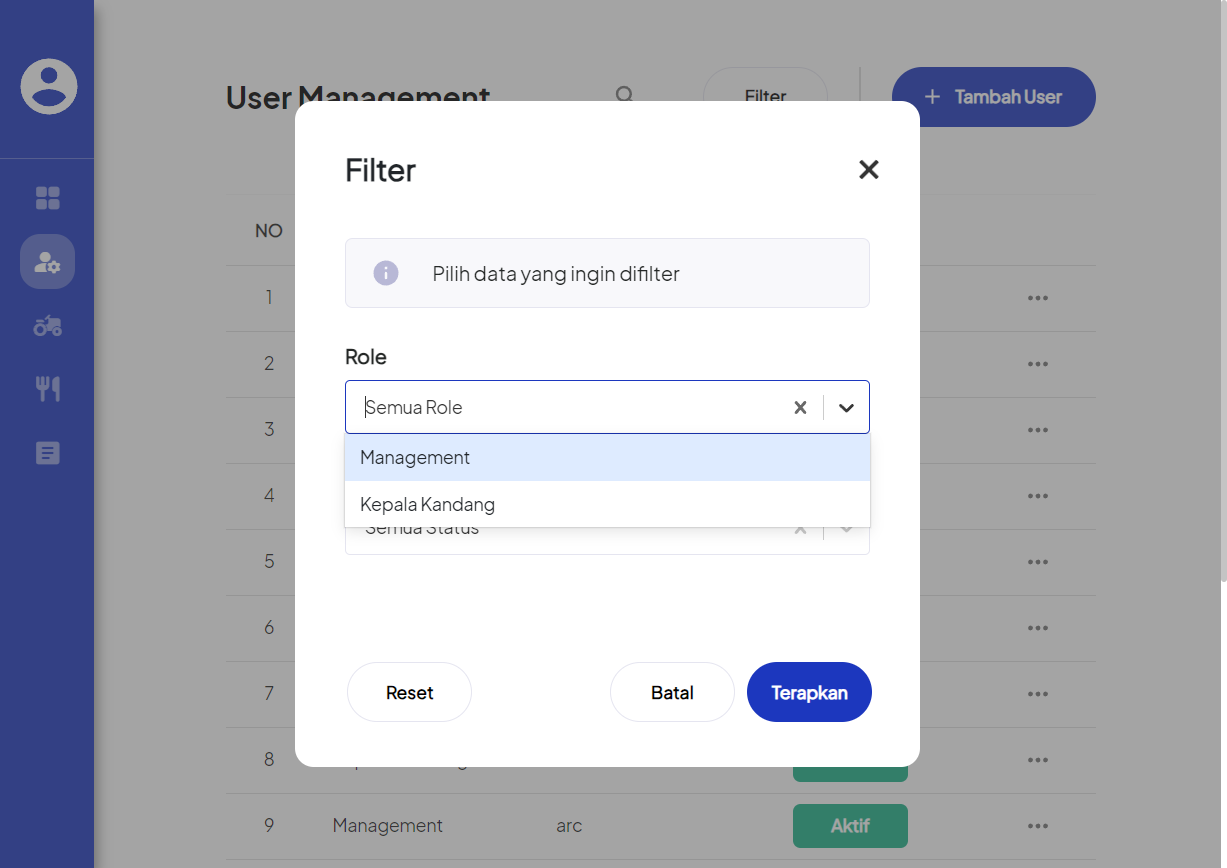 User Management
Filter
+ Tambah User
Filter
NO
Pilih data yang ingin difilter
1
Role
2
Semua Role
3
Management
4
Kepala Kandang
Semua Status
5
6
7
Reset
Batal
Terapkan
8
9
Management
arc
Aktif